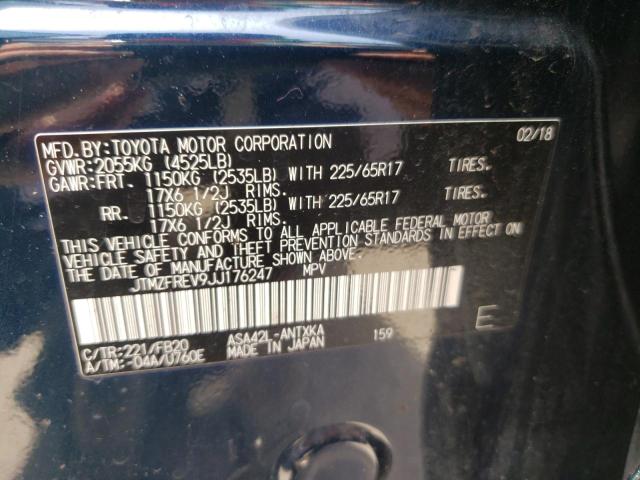 MFD.BY:TOYOTA MOTOR CORPORATION 02/18
GVWR:2055KG (4525LB)
GAWR:FRT. 1150KG (2535LB) WITH 225/65R17 TIRES.
17X6 1/2J RIMS.
RR. 1150KG (2535LB) WITH 225/65R17 TIRES.
17X6 1/2J RIMS.
THIS VEHICLE CONFORMS TO ALL APPLICABLE FEDERAL MOTOR
VEHICLE SAFETY AND THEFT PREVENTION STANDARDS IN EFFECT ON
THE DATE OF MANUFACTURE SHOWN ABOVE.
JTMZFREV9JJ176247 MPV
C/TR:221/FB20 ASA42L-ANTXKA 159
A/TM:-04A/U760E MADE IN JAPAN
E